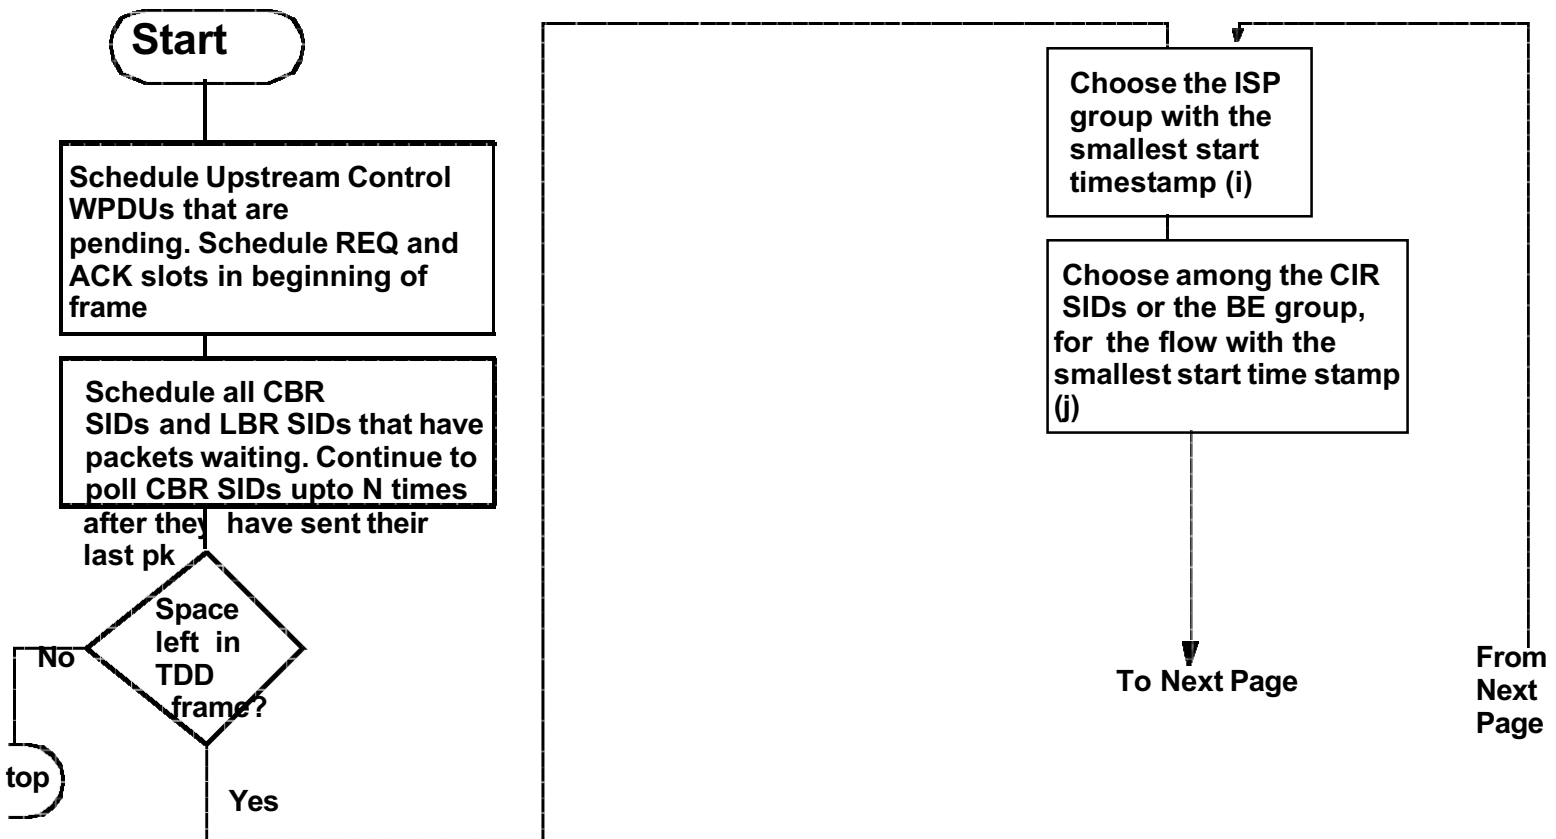 Start
Schedule Upstream Control
WPDUs that are
pending. Schedule REQ and
ACK slots in beginning of
frame
Schedule all CBR
SIDs and LBR SIDs that have
packets waiting. Continue to
poll CBR SIDs upto N times
after they have sent their
last pk
Space
left in
TDD
frame?
No
top
Yes
Choose the ISP
group with the
smallest start
timestamp (i)
Choose among the CIR
SIDs or the BE group,
for the flow with the
smallest start time stamp
(j)
To Next Page
From
Next
Page